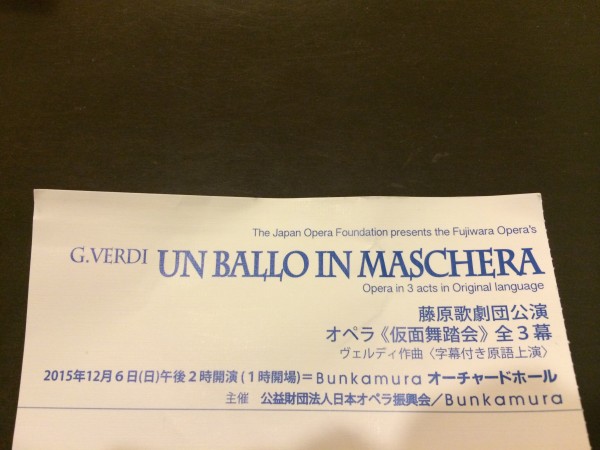 The Japan Opera Foundation presents the Fujiwara Opera's
G.VERDI UN BALLO IN MASCHERA
Opera in 3 acts in Original language
藤原歌劇団公演
オペラ《仮面舞踏会》全3幕
ヴェルディ作曲〈字幕付き原語上演〉
2015年12月6日(日)午後2時開演(1時開場)=Bunkamura オーチャードホール
主催 公益財団法人日本オペラ振興会/Bunkamura